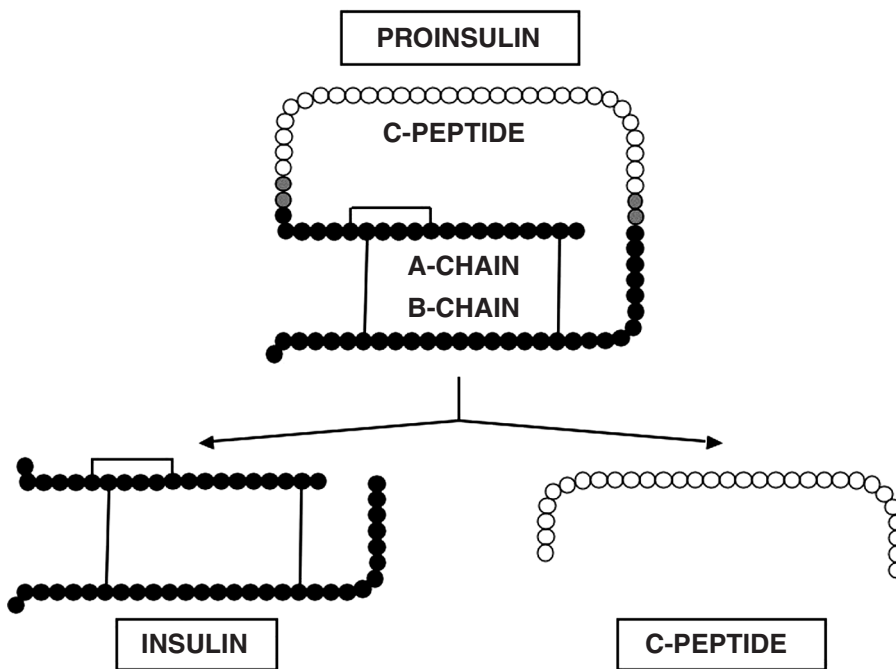 PROINSULIN
C-PEPTIDE
A-CHAIN
B-CHAIN
INSULIN
C-PEPTIDE